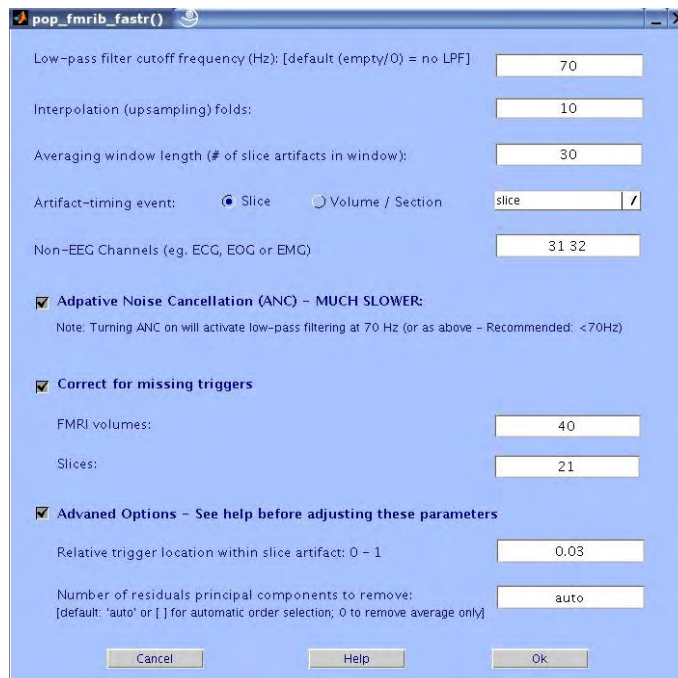 pop_fmrib_fastr()
Low-pass filter cutoff frequency (Hz): [default (empty/0) = no LPF] 70
Interpolation (upsampling) folds: 10
Averaging window length (# of slice artifacts in window): 30
Artifact-timing event: Slice Volume / Section slice /
Non-EEG Channels (eg. ECG, EOG or EMG) 31 32
Adpative Noise Cancellation (ANC) - MUCH SLOWER:
Note: Turning ANC on will activate low-pass filtering at 70 Hz (or as above - Recommended: <70Hz)
Correct for missing triggers
FMRI volumes: 40
Slices: 21
Advaned Options - See help before adjusting these parameters
Relative trigger location within slice artifact: 0 - 1 0.03
Number of residuals principal components to remove: auto
[default: 'auto' or [ ] for automatic order selection; 0 to remove average only]
Cancel Help Ok